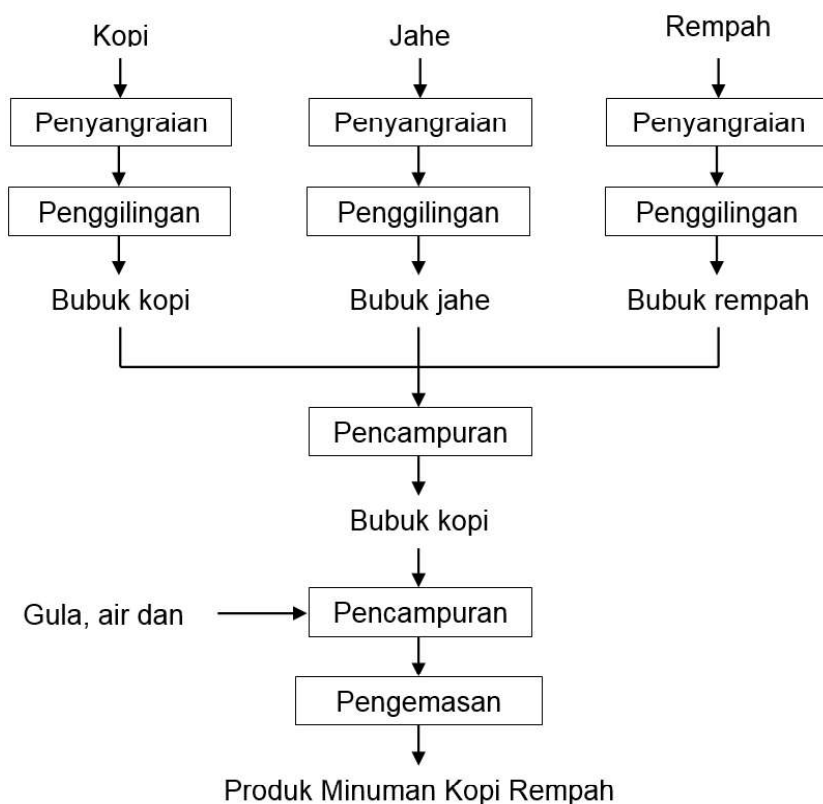 Kopi
Jahe
Rempah
Penyangraian
Penyangraian
Penyangraian
Penggilingan
Penggilingan
Penggilingan
Bubuk kopi
Bubuk jahe
Bubuk rempah
Pencampuran
Bubuk kopi
Gula, air dan
Pencampuran
Pengemasan
Produk Minuman Kopi Rempah